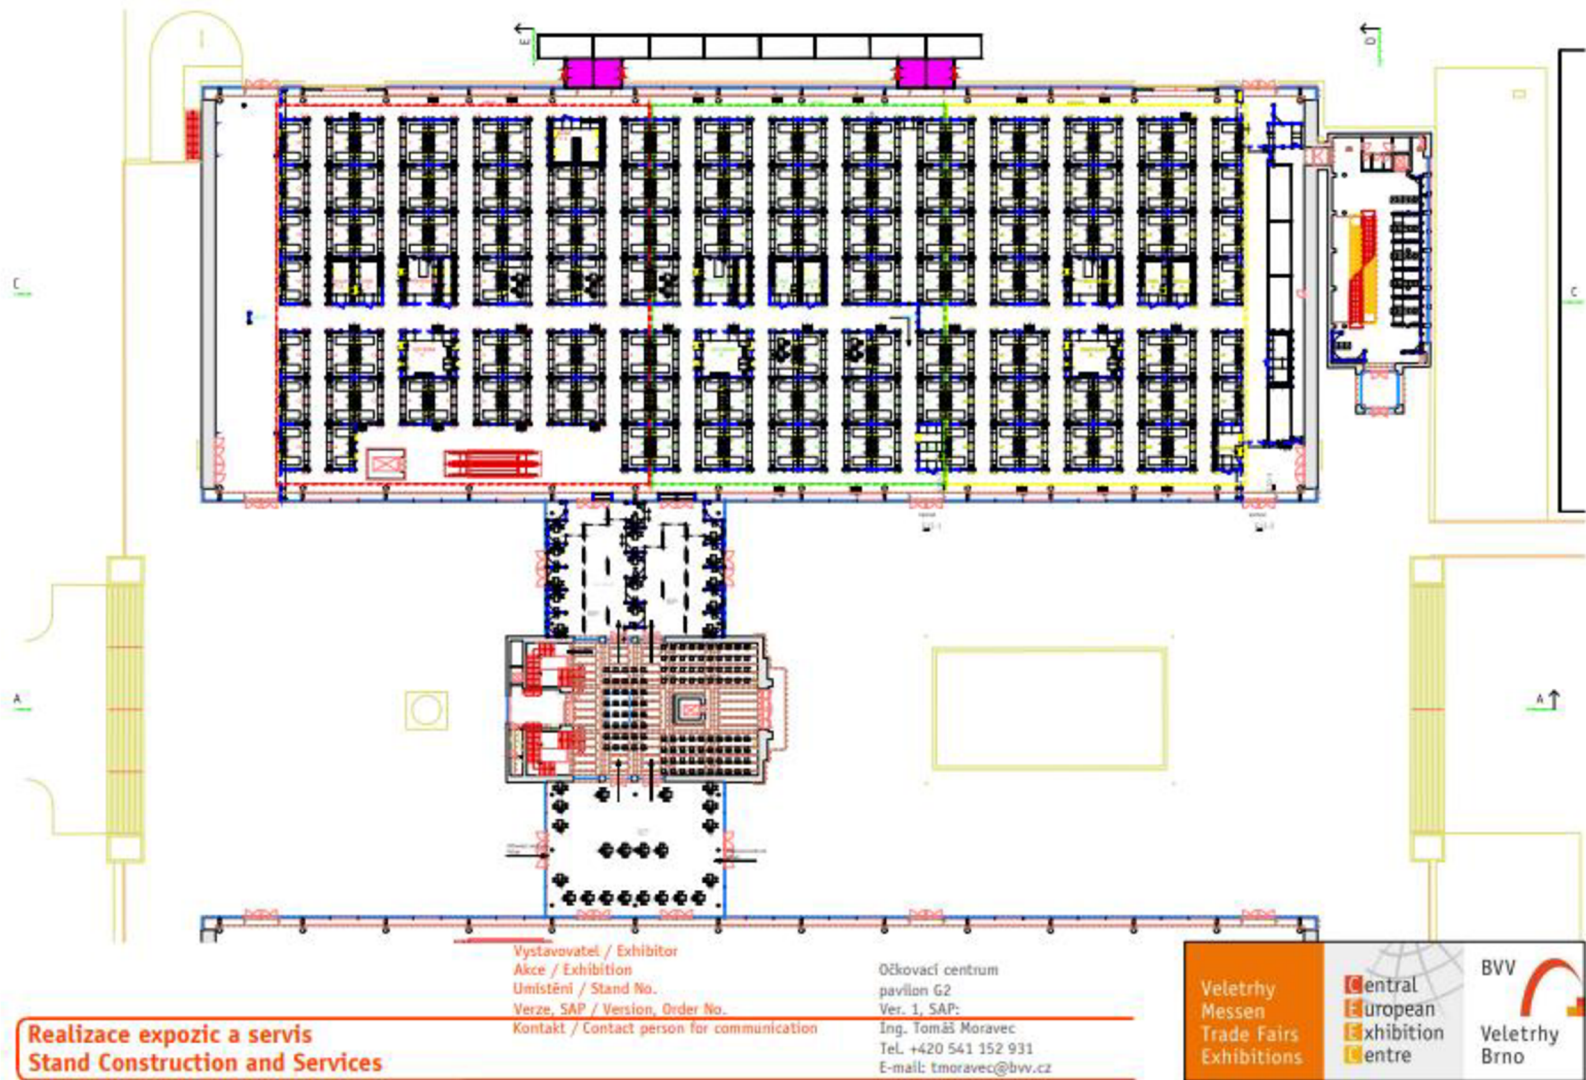 E
D
C
C
A
A
Vystavovatel / Exhibitor
Akce / Exhibition
Umístění / Stand No.
Verze, SAP / Version, Order No.
Kontakt / Contact person for communication
Očkovací centrum
pavilon G2
Ver. 1, SAP:
Ing. Tomáš Moravec
Tel. +420 541 152 931
E-mail: tmoravec@bvv.cz
Realizace expozic a servis
Stand Construction and Services
Veletrhy
Messen
Trade Fairs
Exhibitions
Central
European
Exhibition
Centre
BVV
Veletrhy
Brno